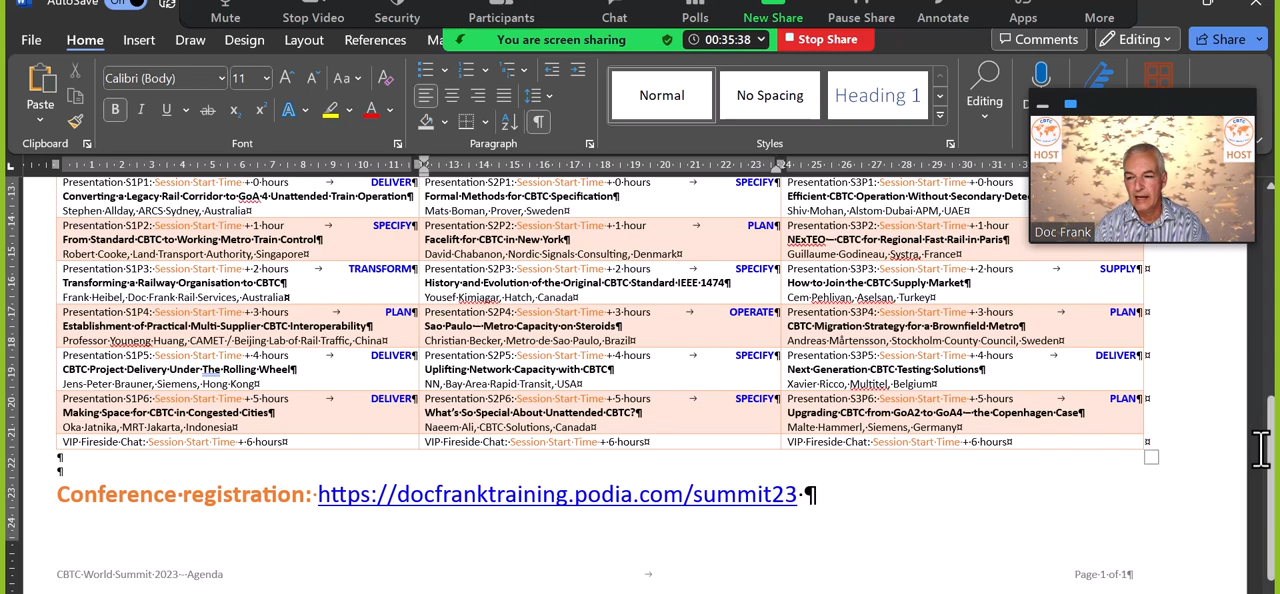 AutoSave On
Mute Stop Video Security Participants Chat Polls New Share Pause Share Annotate Apps More
File Home Insert Draw Design Layout References Ma
You are screen sharing 00:35:38 Stop Share
Comments Editing Share
Calibri (Body) 11
Paste
Normal No Spacing Heading 1
Editing
Clipboard Font Paragraph Styles
CBTC HOST
CBTC HOST
Doc Frank
Presentation S1P1: Session Start Time + 0 hours → DELIVER¶
Converting a Legacy Rail Corridor to GoA4 Unattended Train Operation¶
Stephen Allday, ARCS Sydney, Australia¤
Presentation S2P1: Session Start Time + 0 hours → SPECIFY¶
Formal Methods for CBTC Specification¶
Mats Boman, Prover, Sweden¤
Presentation S3P1: Session Start Time + 0 hours
Efficient CBTC Operation Without Secondary Dete
Shiv Mohan, Alstom Dubai APM, UAE¤
Presentation S1P2: Session Start Time + 1 hour → SPECIFY¶
From Standard CBTC to Working Metro Train Control¶
Robert Cooke, Land Transport Authority, Singapore¤
Presentation S2P2: Session Start Time + 1 hour → PLAN¶
Facelift for CBTC in New York¶
David Chabanon, Nordic Signals Consulting, Denmark¤
Presentation S3P2: Session Start Time + 1 hour
NExTEO — CBTC for Regional Fast Rail in Paris¶
Guillaume Godineau, Systra, France¤
Presentation S1P3: Session Start Time + 2 hours → TRANSFORM¶
Transforming a Railway Organisation to CBTC¶
Frank Heibel, Doc Frank Rail Services, Australia¤
Presentation S2P3: Session Start Time + 2 hours → SPECIFY¶
History and Evolution of the Original CBTC Standard IEEE 1474¶
Yousef Kimiagar, Hatch, Canada¤
Presentation S3P3: Session Start Time + 2 hours → SUPPLY¶
How to Join the CBTC Supply Market¶
Cem Pehlivan, Aselsan, Turkey¤
Presentation S1P4: Session Start Time + 3 hours → PLAN¶
Establishment of Practical Multi-Supplier CBTC Interoperability¶
Professor Youneng Huang, CAMET / Beijing Lab of Rail Traffic, China¤
Presentation S2P4: Session Start Time + 3 hours → OPERATE¶
Sao Paulo — Metro Capacity on Steroids¶
Christian Becker, Metro de Sao Paulo, Brazil¤
Presentation S3P4: Session Start Time + 3 hours → PLAN¶
CBTC Migration Strategy for a Brownfield Metro¶
Andreas Mårtensson, Stockholm County Council, Sweden¤
Presentation S1P5: Session Start Time + 4 hours → DELIVER¶
CBTC Project Delivery Under The Rolling Wheel¶
Jens-Peter Brauner, Siemens, Hong Kong¤
Presentation S2P5: Session Start Time + 4 hours → SPECIFY¶
Uplifting Network Capacity with CBTC¶
NN, Bay Area Rapid Transit, USA¤
Presentation S3P5: Session Start Time + 4 hours → DELIVER¶
Next Generation CBTC Testing Solutions¶
Xavier Ricco, Multitel, Belgium¤
Presentation S1P6: Session Start Time + 5 hours → DELIVER¶
Making Space for CBTC in Congested Cities¶
Oka Jatnika, MRT Jakarta, Indonesia¤
Presentation S2P6: Session Start Time + 5 hours → SPECIFY¶
What's So Special About Unattended CBTC?¶
Naeem Ali, CBTC Solutions, Canada¤
Presentation S3P6: Session Start Time + 5 hours → PLAN¶
Upgrading CBTC from GoA2 to GoA4 — the Copenhagen Case¶
Malte Hammerl, Siemens, Germany¤
VIP Fireside Chat: Session Start Time + 6 hours¤
VIP Fireside Chat: Session Start Time + 6 hours¤
VIP Fireside Chat: Session Start Time + 6 hours¤
Conference registration: https://docfranktraining.podia.com/summit23 ¶
CBTC World Summit 2023 - Agenda → Page 1 of 1¶